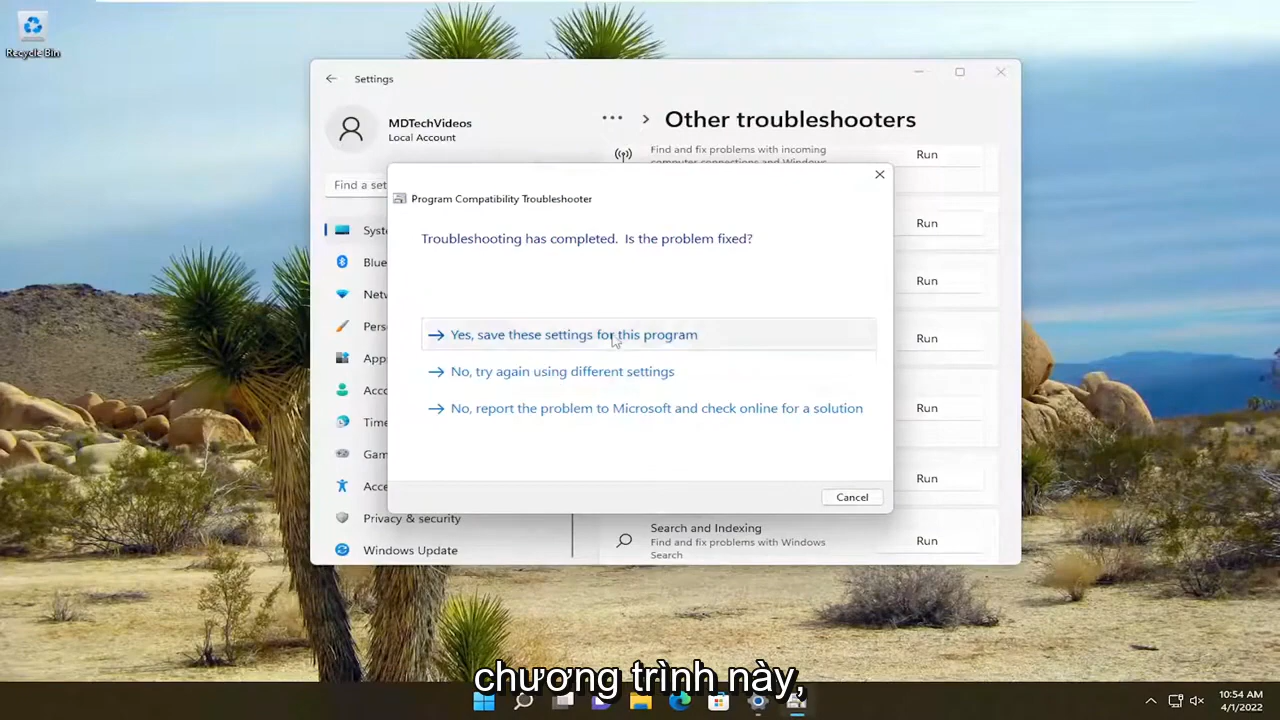 Recycle Bin
Settings
MDTechVideos
Local Account
Find a set
Syst
Blue
Netw
Pers
App
Acco
Time
Gam
Acce
Privacy & security
Windows Update
Other troubleshooters
Find and fix problems with incoming
computer connections and Windows
Run
Run
Run
Run
Run
Run
Search and Indexing
Find and fix problems with Windows
Search
Run
Program Compatibility Troubleshooter
Troubleshooting has completed. Is the problem fixed?
Yes, save these settings for this program
No, try again using different settings
No, report the problem to Microsoft and check online for a solution
Cancel
chương trình này,
10:54 AM
4/1/2022